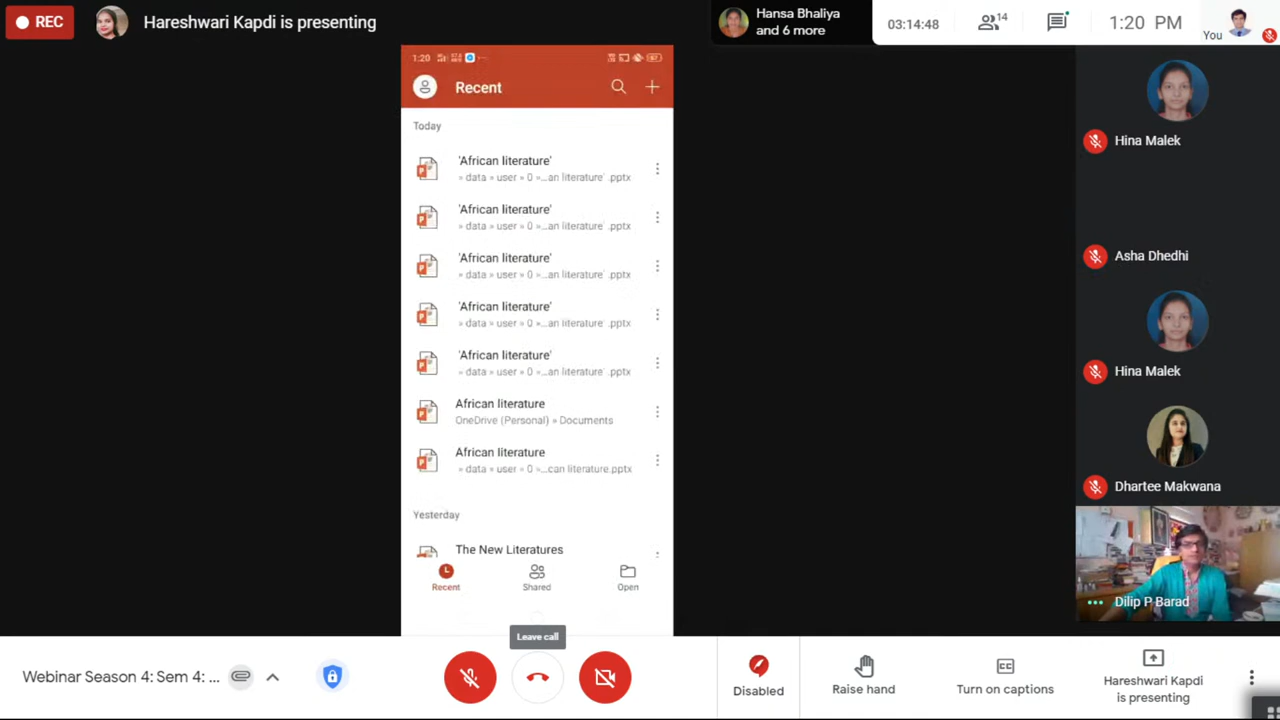 REC
Hareshwari Kapdi is presenting
Hansa Bhaliya
and 6 more
03:14:48
14
1:20 PM
You
1:20
Recent
Today
'African literature'
» data » user » 0 »...an literature' .pptx
'African literature'
» data » user » 0 »...an literature' .pptx
'African literature'
» data » user » 0 »...an literature' .pptx
'African literature'
» data » user » 0 »...an literature' .pptx
'African literature'
» data » user » 0 »...an literature' .pptx
African literature
OneDrive (Personal) » Documents
African literature
» data » user » 0 »...can literature.pptx
Yesterday
The New Literatures
Recent
Shared
Open
Hina Malek
Asha Dhedhi
Hina Malek
Dhartee Makwana
Dilip P Barad
Leave call
Webinar Season 4: Sem 4: ...
Disabled
Raise hand
CC
Turn on captions
Hareshwari Kapdi
is presenting